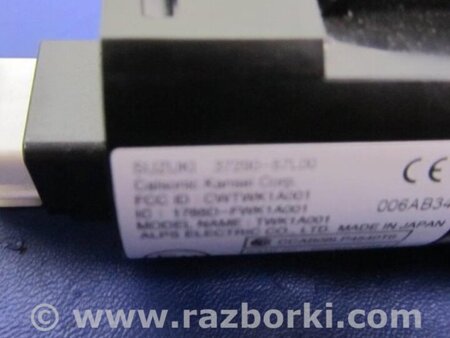 SUZUKI 37290-57L00
Calsonic Kansei Corp.
FCC ID : CWTWK1A001
IC : 1788D-FWK1A001
MODEL NAME : TWK1A001
ALPS ELECTRIC CO., LTD. MADE IN JAPAN
CE
006AB34
© www.razborki.com